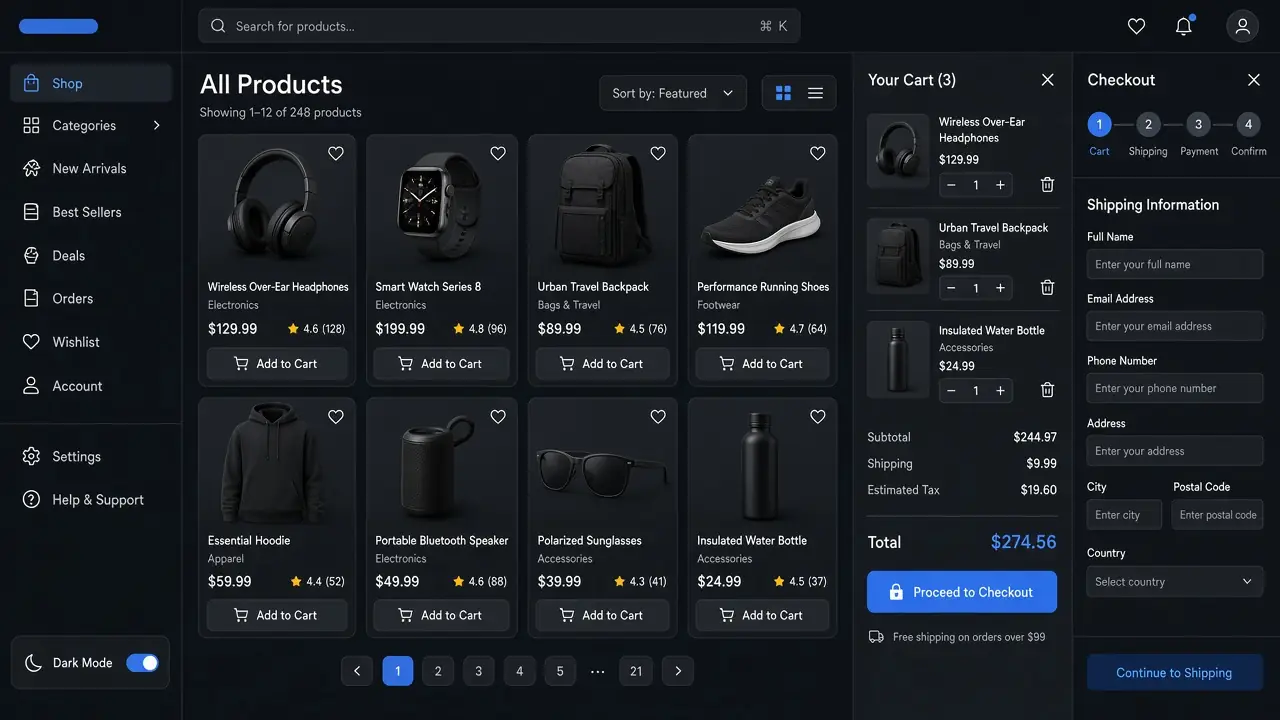 Search for products...
⌘ K
Shop
Categories
New Arrivals
Best Sellers
Deals
Orders
Wishlist
Account
Settings
Help & Support
Dark Mode
All Products
Showing 1–12 of 248 products
Sort by: Featured
Wireless Over-Ear Headphones
Electronics
$129.99 4.6 (128)
Add to Cart
Smart Watch Series 8
Electronics
$199.99 4.8 (96)
Add to Cart
Urban Travel Backpack
Bags & Travel
$89.99 4.5 (76)
Add to Cart
Performance Running Shoes
Footwear
$119.99 4.7 (64)
Add to Cart
Essential Hoodie
Apparel
$59.99 4.4 (52)
Add to Cart
Portable Bluetooth Speaker
Electronics
$49.99 4.6 (88)
Add to Cart
Polarized Sunglasses
Accessories
$39.99 4.3 (41)
Add to Cart
Insulated Water Bottle
Accessories
$24.99 4.5 (37)
Add to Cart
1 2 3 4 5 ... 21
Your Cart (3)
Wireless Over-Ear
Headphones
$129.99
− 1 +
Urban Travel Backpack
Bags & Travel
$89.99
− 1 +
Insulated Water Bottle
Accessories
$24.99
− 1 +
Subtotal $244.97
Shipping $9.99
Estimated Tax $19.60
Total $274.56
Proceed to Checkout
Free shipping on orders over $99
Checkout
1 2 3 4
Cart Shipping Payment Confirm
Shipping Information
Full Name
Enter your full name
Email Address
Enter your email address
Phone Number
Enter your phone number
Address
Enter your address
City Postal Code
Enter city Enter postal code
Country
Select country
Continue to Shipping